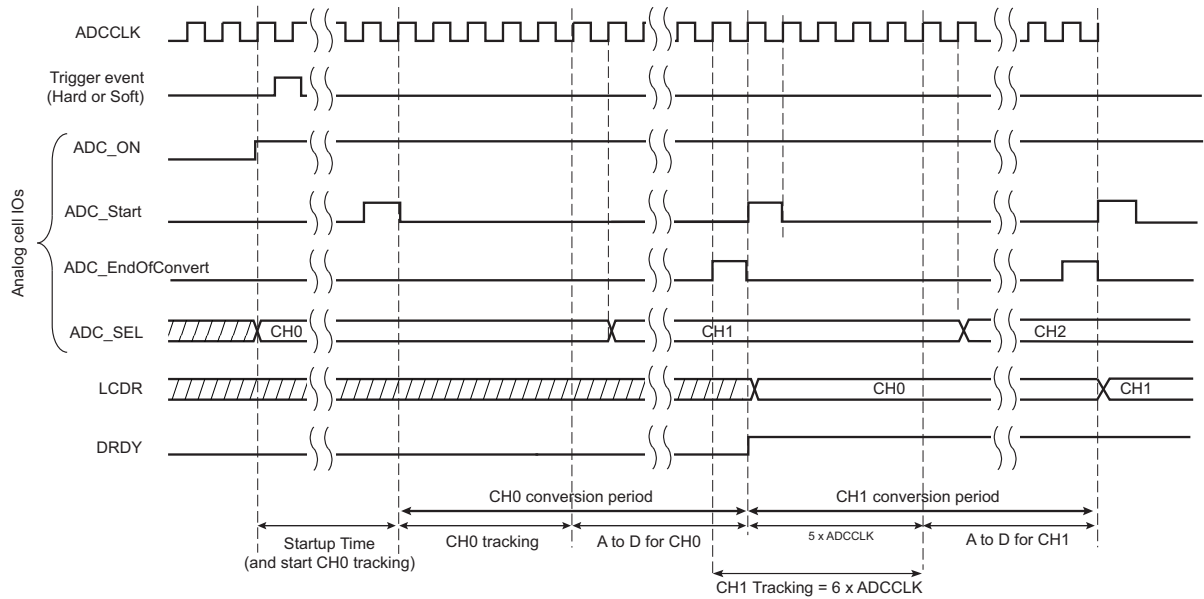 ADCCLK
Trigger event
(Hard or Soft)
Analog cell IOs
ADC_ON
ADC_Start
ADC_EndOfConvert
ADC_SEL
CH0
CH1
CH2
LCDR
CH0
CH1
DRDY
CH0 conversion period
CH1 conversion period
Startup Time
(and start CH0 tracking)
CH0 tracking
A to D for CH0
5 x ADCCLK
A to D for CH1
CH1 Tracking = 6 x ADCCLK